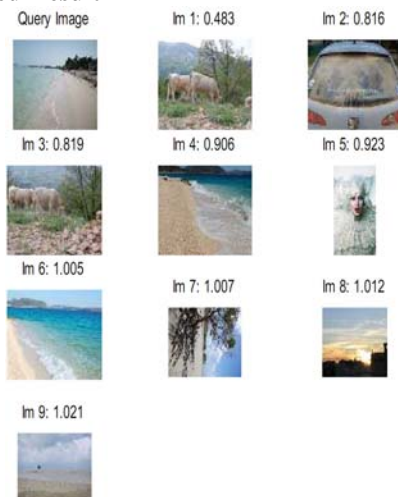 Query Image Im 1: 0.483 Im 2: 0.816
Im 3: 0.819 Im 4: 0.906 Im 5: 0.923
Im 6: 1.005 Im 7: 1.007 Im 8: 1.012
Im 9: 1.021